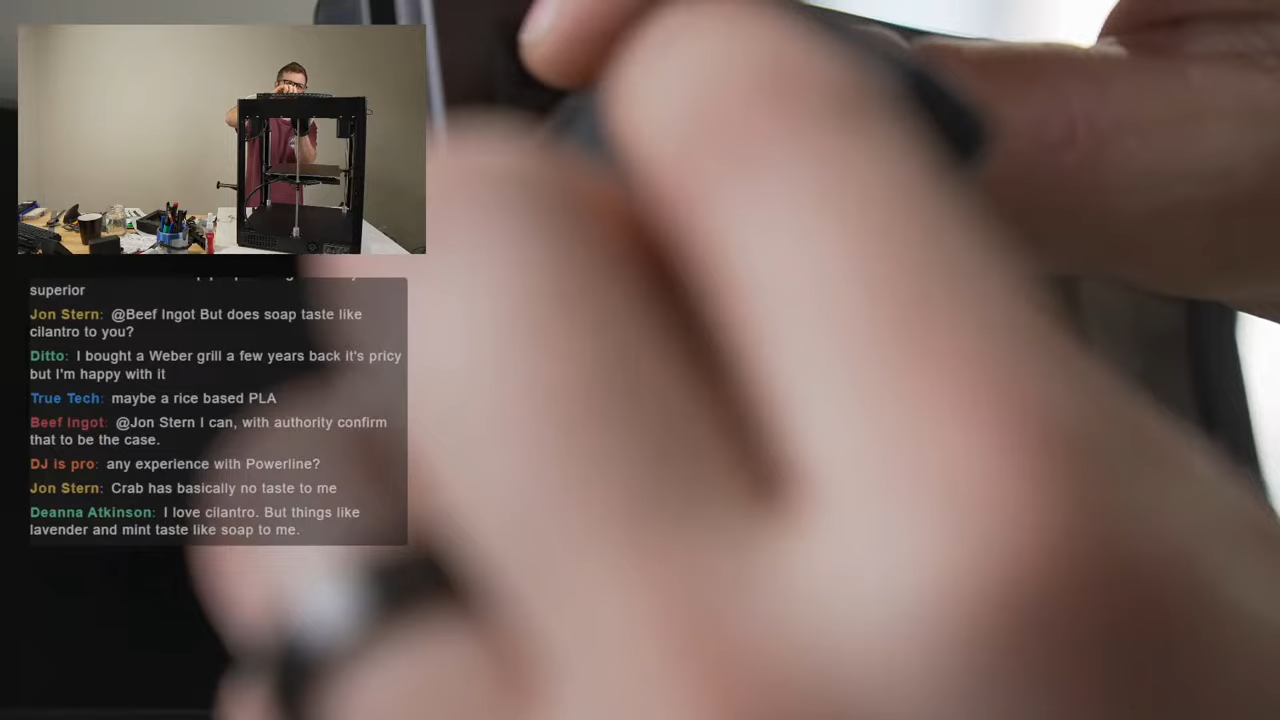 superior
Jon Stern: @Beef Ingot But does soap taste like
cilantro to you?
Ditto: I bought a Weber grill a few years back it's pricy
but I'm happy with it
True Tech: maybe a rice based PLA
Beef Ingot: @Jon Stern I can, with authority confirm
that to be the case.
DJ is pro: any experience with Powerline?
Jon Stern: Crab has basically no taste to me
Deanna Atkinson: I love cilantro. But things like
lavender and mint taste like soap to me.